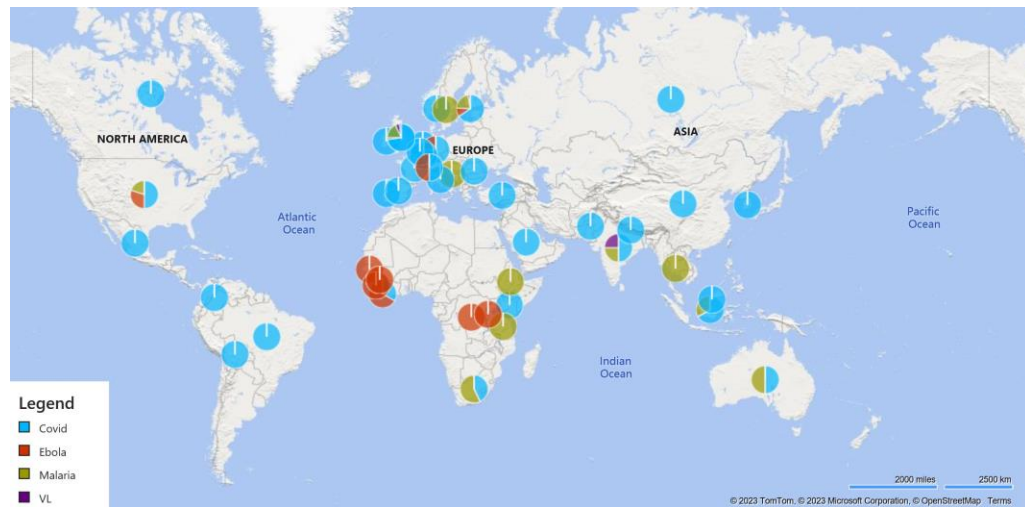 NORTH AMERICA
ASIA
EUROPE
Atlantic
Ocean
Pacific
Ocean
Indian
Ocean
Legend
Covid
Ebola
Malaria
VL
2000 miles 2500 km
© 2023 TomTom, © 2023 Microsoft Corporation, © OpenStreetMap Terms